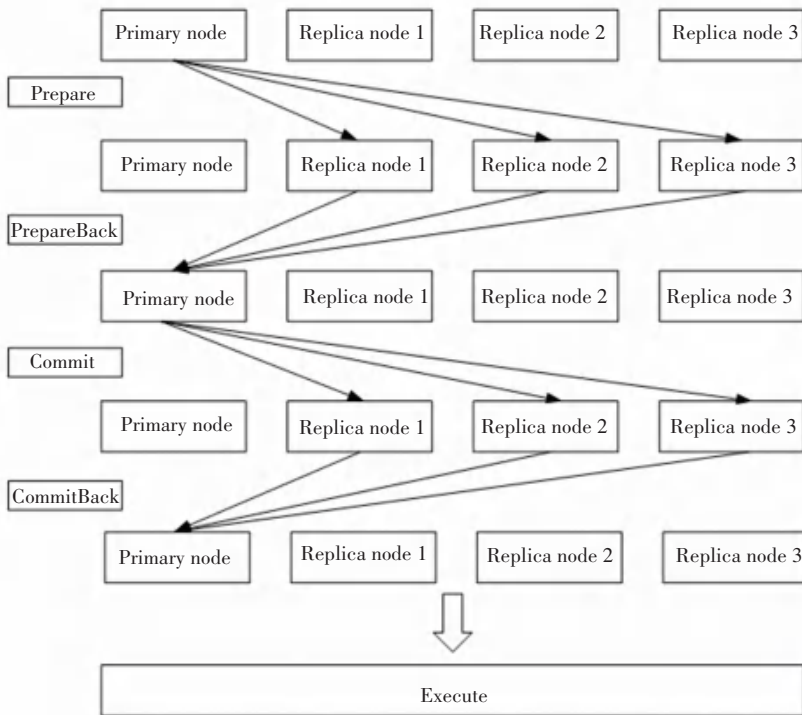 Primary node Replica node 1 Replica node 2 Replica node 3
Prepare
Primary node Replica node 1 Replica node 2 Replica node 3
PrepareBack
Primary node Replica node 1 Replica node 2 Replica node 3
Commit
Primary node Replica node 1 Replica node 2 Replica node 3
CommitBack
Primary node Replica node 1 Replica node 2 Replica node 3
Execute